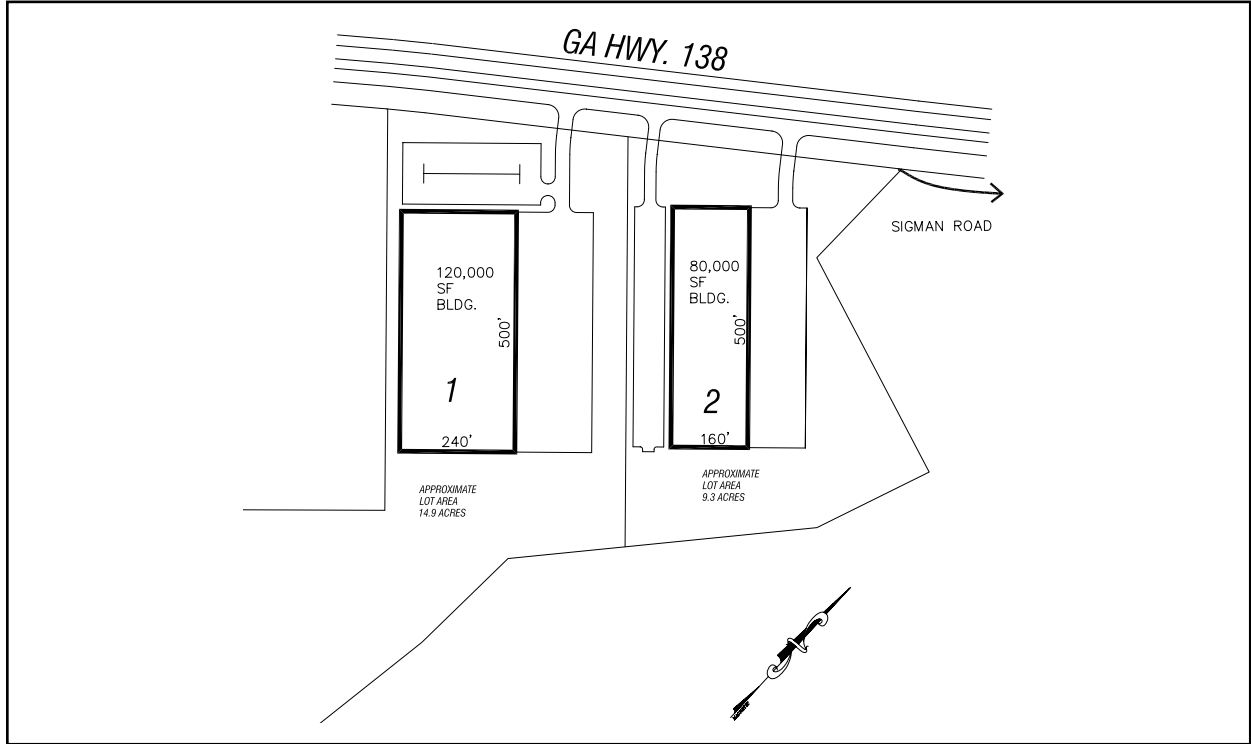 GA HWY. 138
SIGMAN ROAD
120,000
SF
BLDG.
500'
1
240'
80,000
SF
BLDG.
500'
2
160'
APPROXIMATE
LOT AREA
14.9 ACRES
APPROXIMATE
LOT AREA
9.3 ACRES